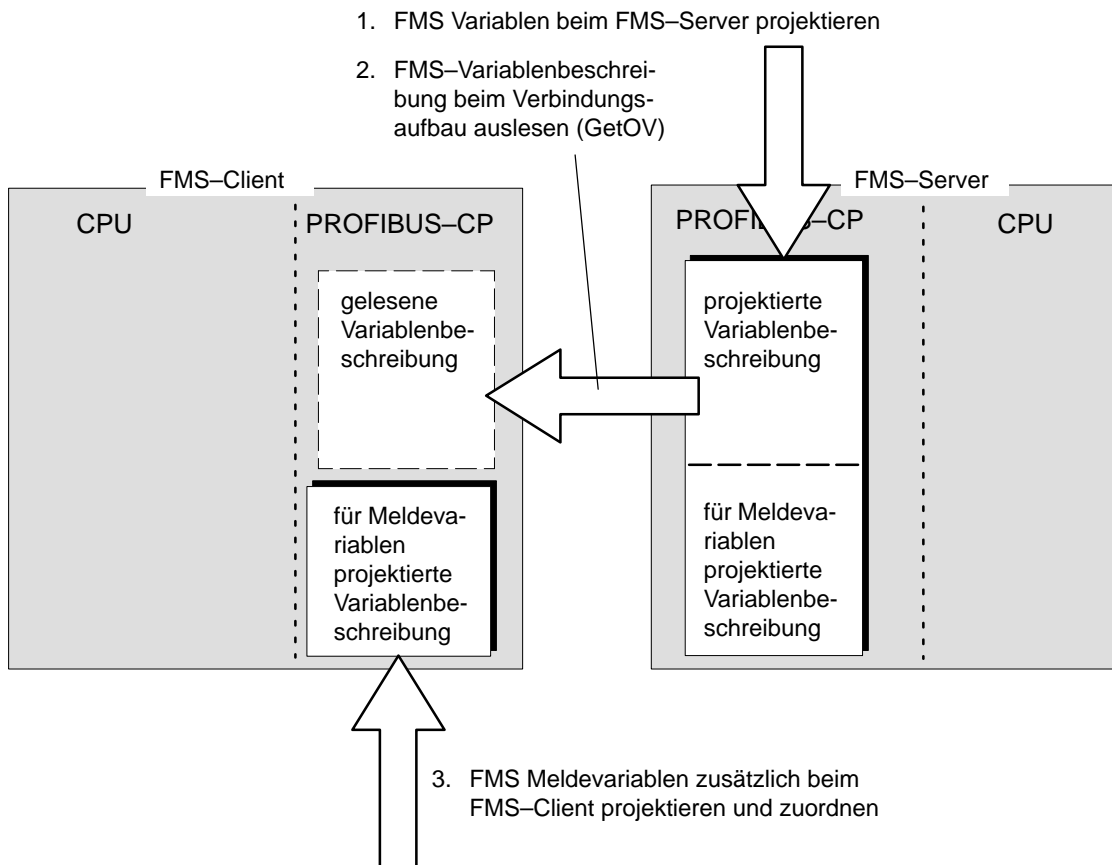 1. FMS Variablen beim FMS–Server projektieren
2. FMS–Variablenbeschrei-
bung beim Verbindungs-
aufbau auslesen (GetOV)
FMS–Client
FMS–Server
CPU
PROFIBUS–CP
PROFIBUS–CP
CPU
gelesene
Variablenbe-
schreibung
projektierte
Variablenbe-
schreibung
für Meldeva-
riablen
projektierte
Variablenbe-
schreibung
für Meldeva-
riablen
projektierte
Variablenbe-
schreibung
3. FMS Meldevariablen zusätzlich beim
FMS–Client projektieren und zuordnen